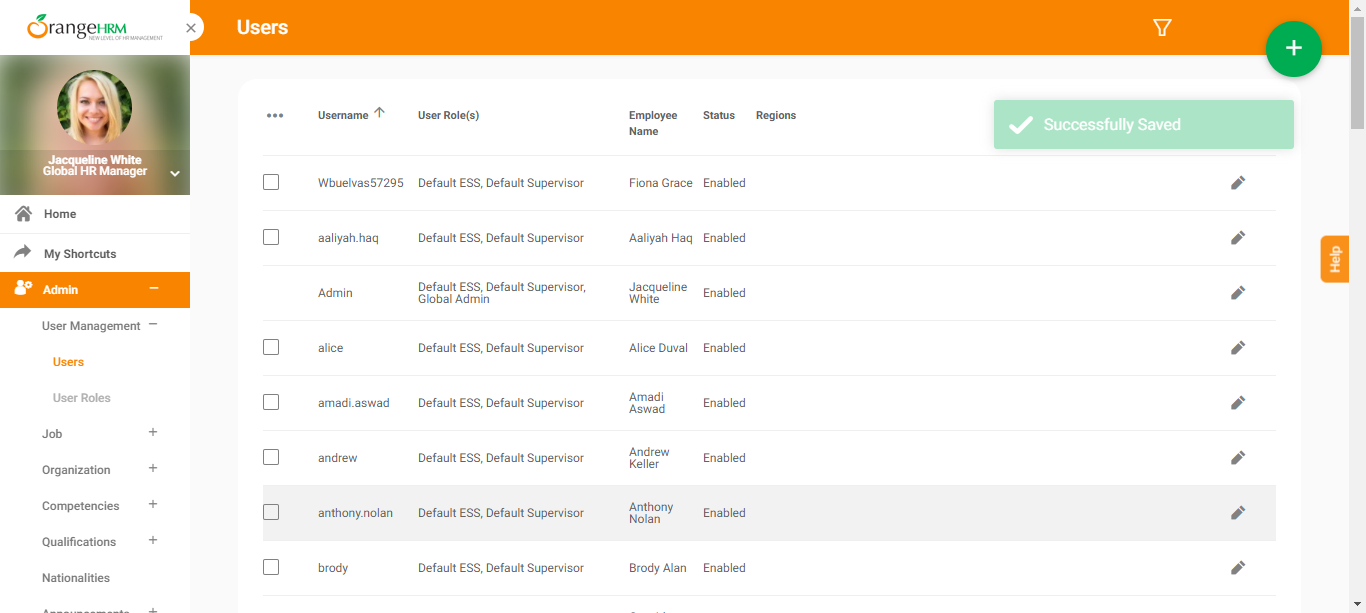 OrangeHRM
NEW LEVEL OF HR MANAGEMENT
Users
Jacqueline White
Global HR Manager
Home
My Shortcuts
Admin
User Management
Users
User Roles
Job
Organization
Competencies
Qualifications
Nationalities
Announcements
Username User Role(s) Employee Name Status Regions
Successfully Saved
Wbuelvas57295 Default ESS, Default Supervisor Fiona Grace Enabled
aaliyah.haq Default ESS, Default Supervisor Aaliyah Haq Enabled
Admin Default ESS, Default Supervisor, Global Admin Jacqueline White Enabled
alice Default ESS, Default Supervisor Alice Duval Enabled
amadi.aswad Default ESS, Default Supervisor Amadi Aswad Enabled
andrew Default ESS, Default Supervisor Andrew Keller Enabled
anthony.nolan Default ESS, Default Supervisor Anthony Nolan Enabled
brody Default ESS, Default Supervisor Brody Alan Enabled
Help